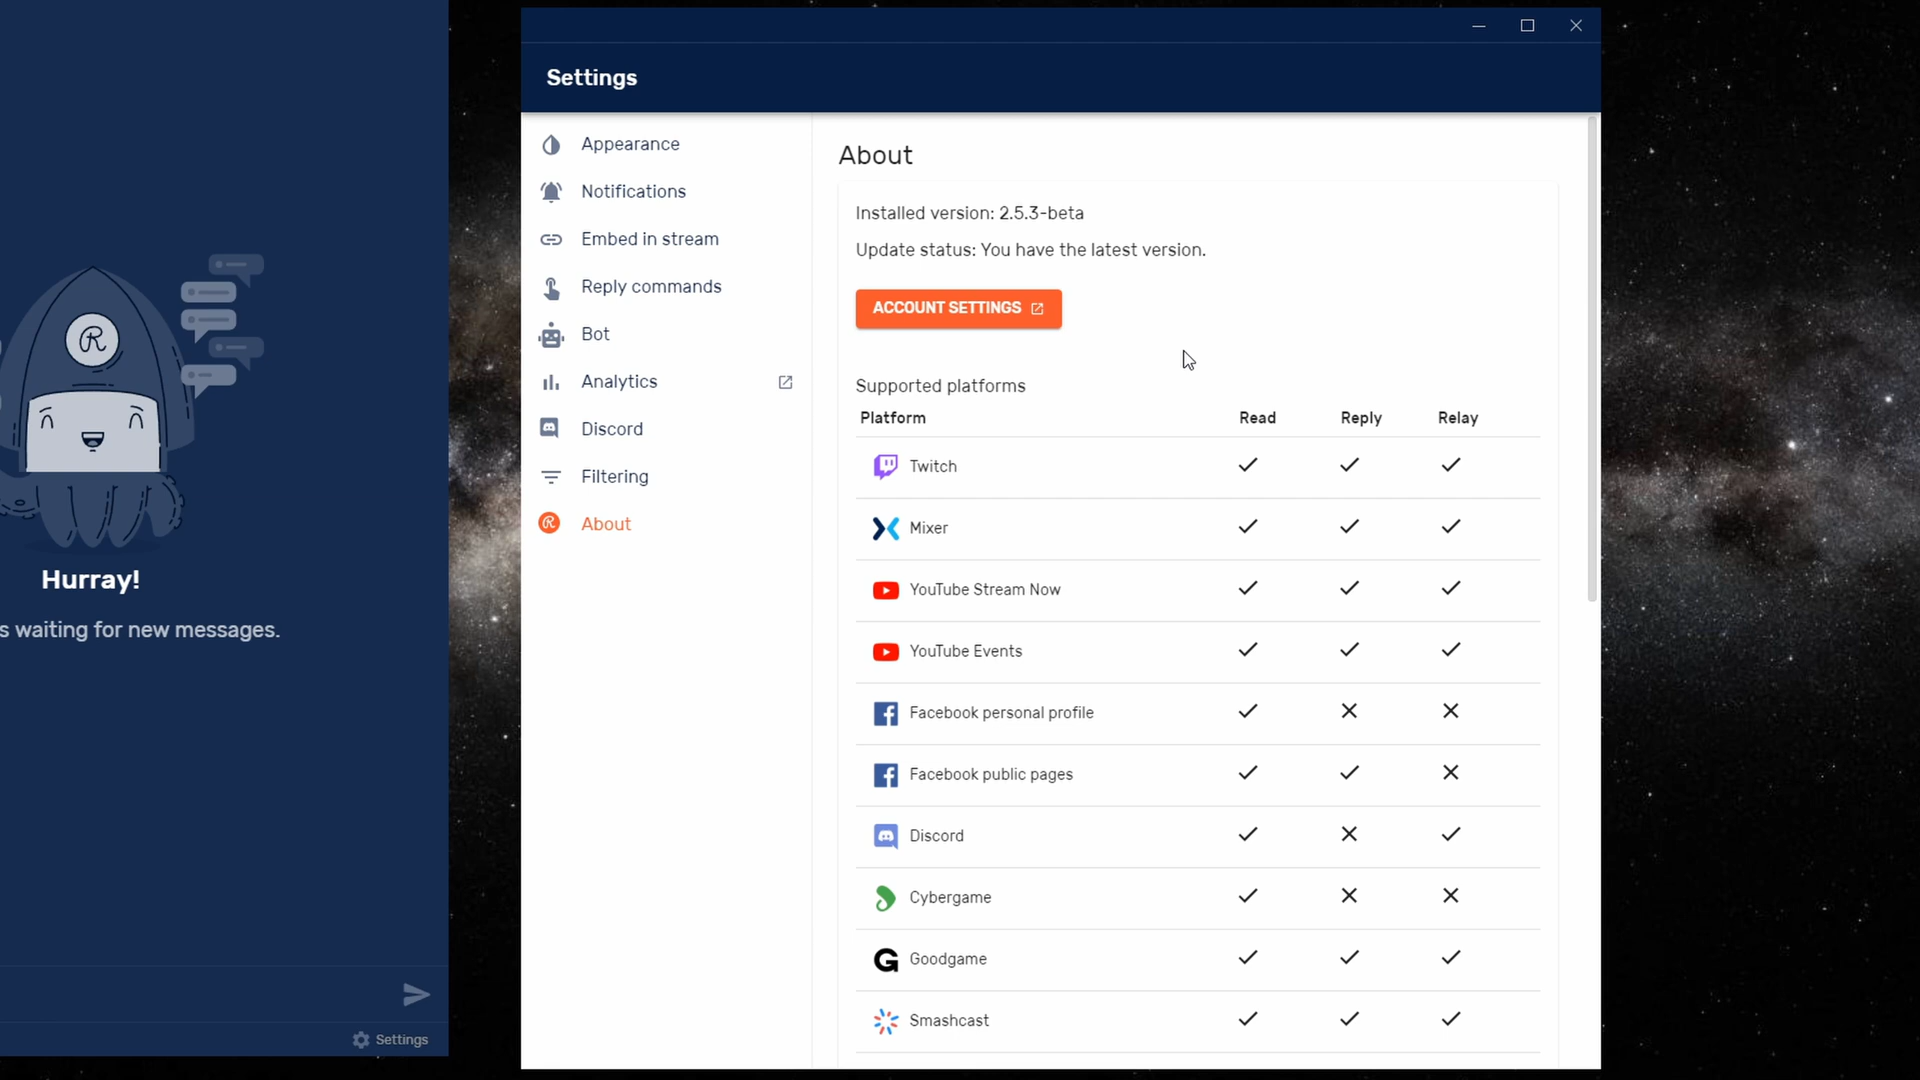 Hurray!
s waiting for new messages.
Settings
Settings
Appearance
Notifications
Embed in stream
Reply commands
Bot
Analytics
Discord
Filtering
About
About
Installed version: 2.5.3-beta
Update status: You have the latest version.
ACCOUNT SETTINGS
Supported platforms
Platform Read Reply Relay
Twitch ✓ ✓ ✓
Mixer ✓ ✓ ✓
YouTube Stream Now ✓ ✓ ✓
YouTube Events ✓ ✓ ✓
Facebook personal profile ✓ ✕ ✕
Facebook public pages ✓ ✓ ✕
Discord ✓ ✕ ✓
Cybergame ✓ ✕ ✕
Goodgame ✓ ✓ ✓
Smashcast ✓ ✓ ✓